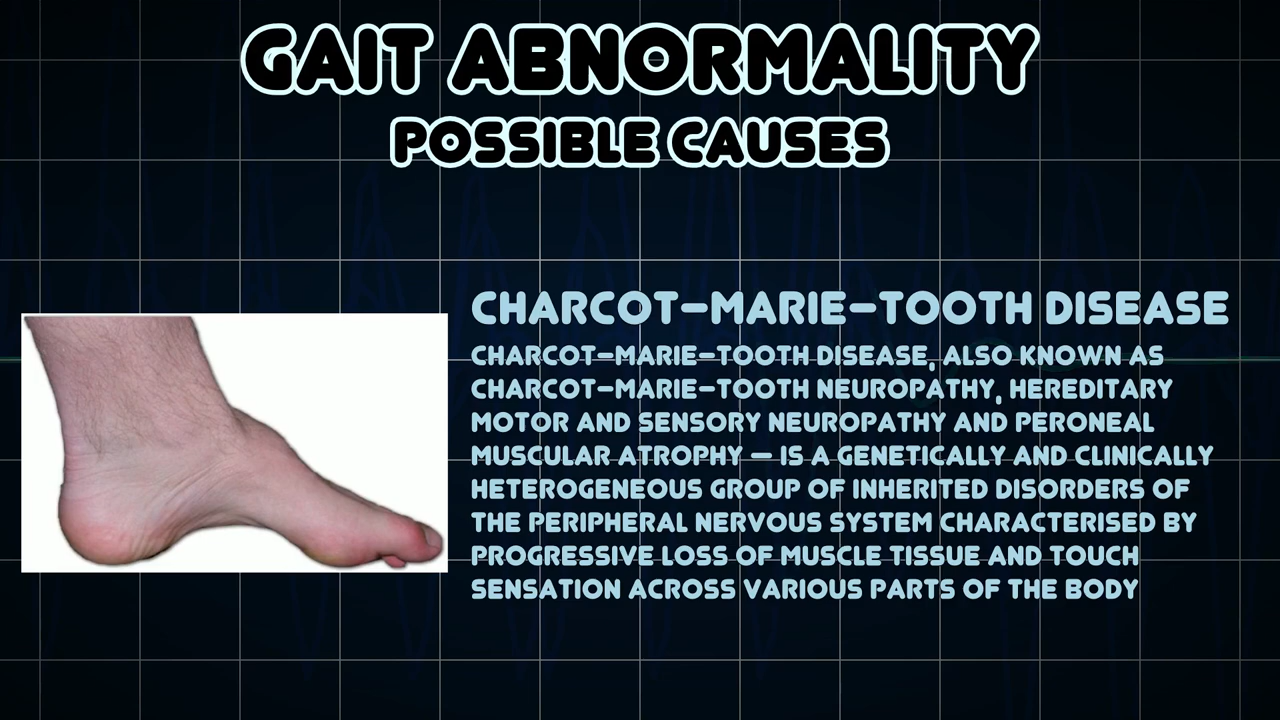 GAIT ABNORMALITY
POSSIBLE CAUSES
CHARCOT-MARIE-TOOTH DISEASE
CHARCOT-MARIE-TOOTH DISEASE, ALSO KNOWN AS
CHARCOT-MARIE-TOOTH NEUROPATHY, HEREDITARY
MOTOR AND SENSORY NEUROPATHY AND PERONEAL
MUSCULAR ATROPHY — IS A GENETICALLY AND CLINICALLY
HETEROGENEOUS GROUP OF INHERITED DISORDERS OF
THE PERIPHERAL NERVOUS SYSTEM CHARACTERISED BY
PROGRESSIVE LOSS OF MUSCLE TISSUE AND TOUCH
SENSATION ACROSS VARIOUS PARTS OF THE BODY